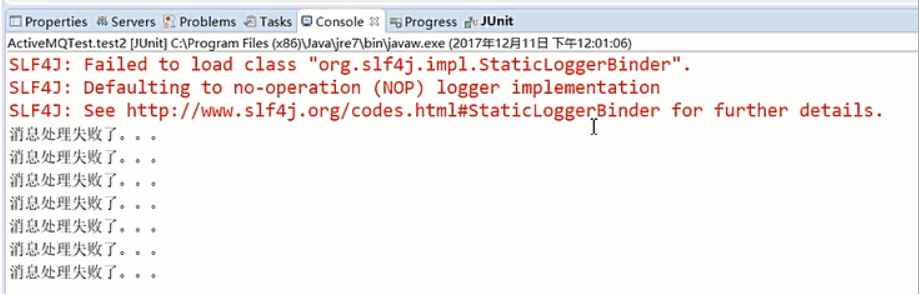 Properties Servers Problems Tasks Console Progress JUnit
ActiveMQTest.test2 [JUnit] C:\Program Files (x86)\Java\jre7\bin\javaw.exe (2017年12月11日 下午12:01:06)
SLF4J: Failed to load class "org.slf4j.impl.StaticLoggerBinder".
SLF4J: Defaulting to no-operation (NOP) logger implementation
SLF4J: See http://www.slf4j.org/codes.html#StaticLoggerBinder for further details.
消息处理失败了。。。
消息处理失败了。。。
消息处理失败了。。。
消息处理失败了。。。
消息处理失败了。。。
消息处理失败了。。。
消息处理失败了。。。